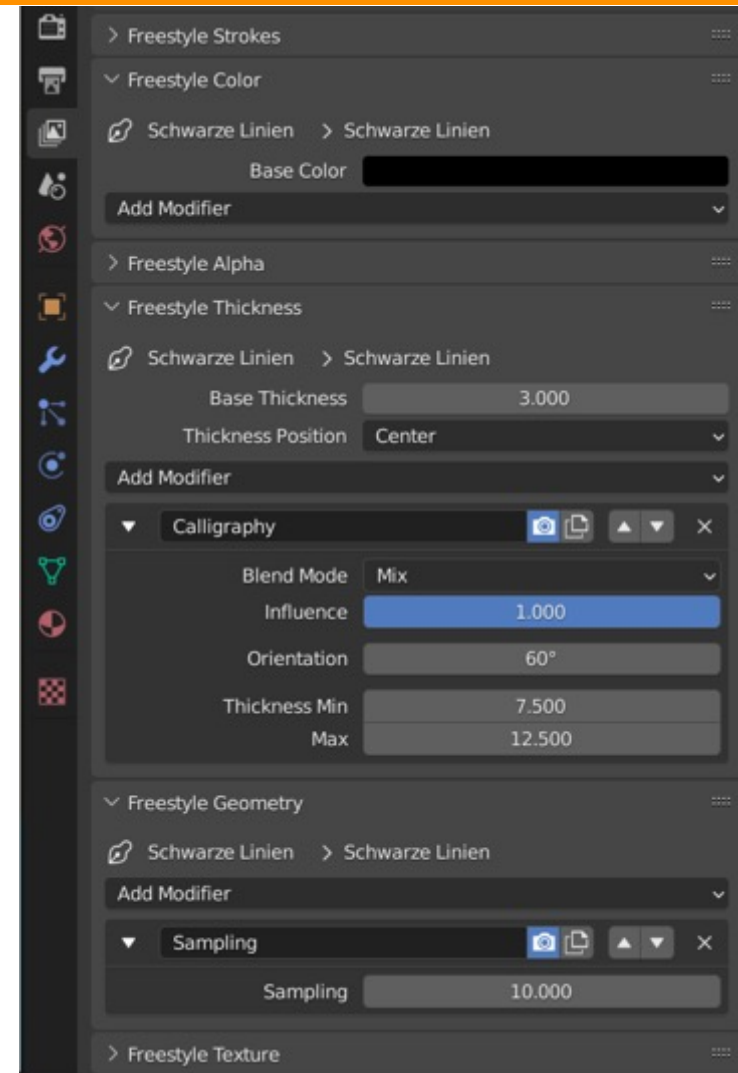 Freestyle Strokes
Freestyle Color
Schwarze Linien > Schwarze Linien
Base Color
Add Modifier
Freestyle Alpha
Freestyle Thickness
Schwarze Linien > Schwarze Linien
Base Thickness 3.000
Thickness Position Center
Add Modifier
Calligraphy
Blend Mode Mix
Influence 1.000
Orientation 60°
Thickness Min 7.500
Max 12.500
Freestyle Geometry
Schwarze Linien > Schwarze Linien
Add Modifier
Sampling
Sampling 10.000
Freestyle Texture